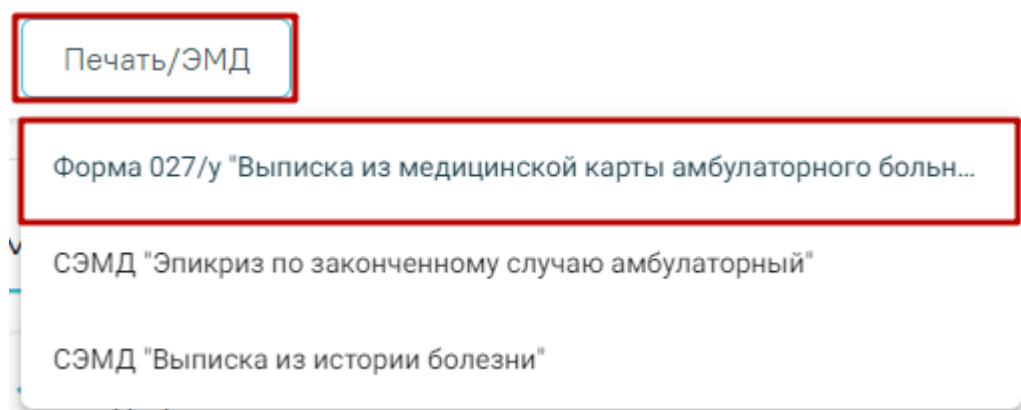 Печать/ЭМД
Форма 027/у "Выписка из медицинской карты амбулаторного больн...
СЭМД "Эпикриз по законченному случаю амбулаторный"
СЭМД "Выписка из истории болезни"